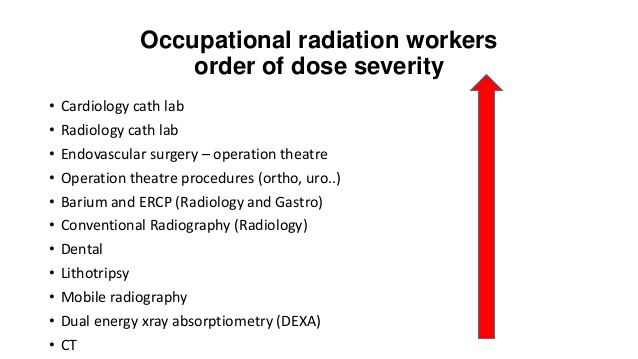 Occupational radiation workers
order of dose severity
• Cardiology cath lab
• Radiology cath lab
• Endovascular surgery – operation theatre
• Operation theatre procedures (ortho, uro..)
• Barium and ERCP (Radiology and Gastro)
• Conventional Radiography (Radiology)
• Dental
• Lithotripsy
• Mobile radiography
• Dual energy xray absorptiometry (DEXA)
• CT